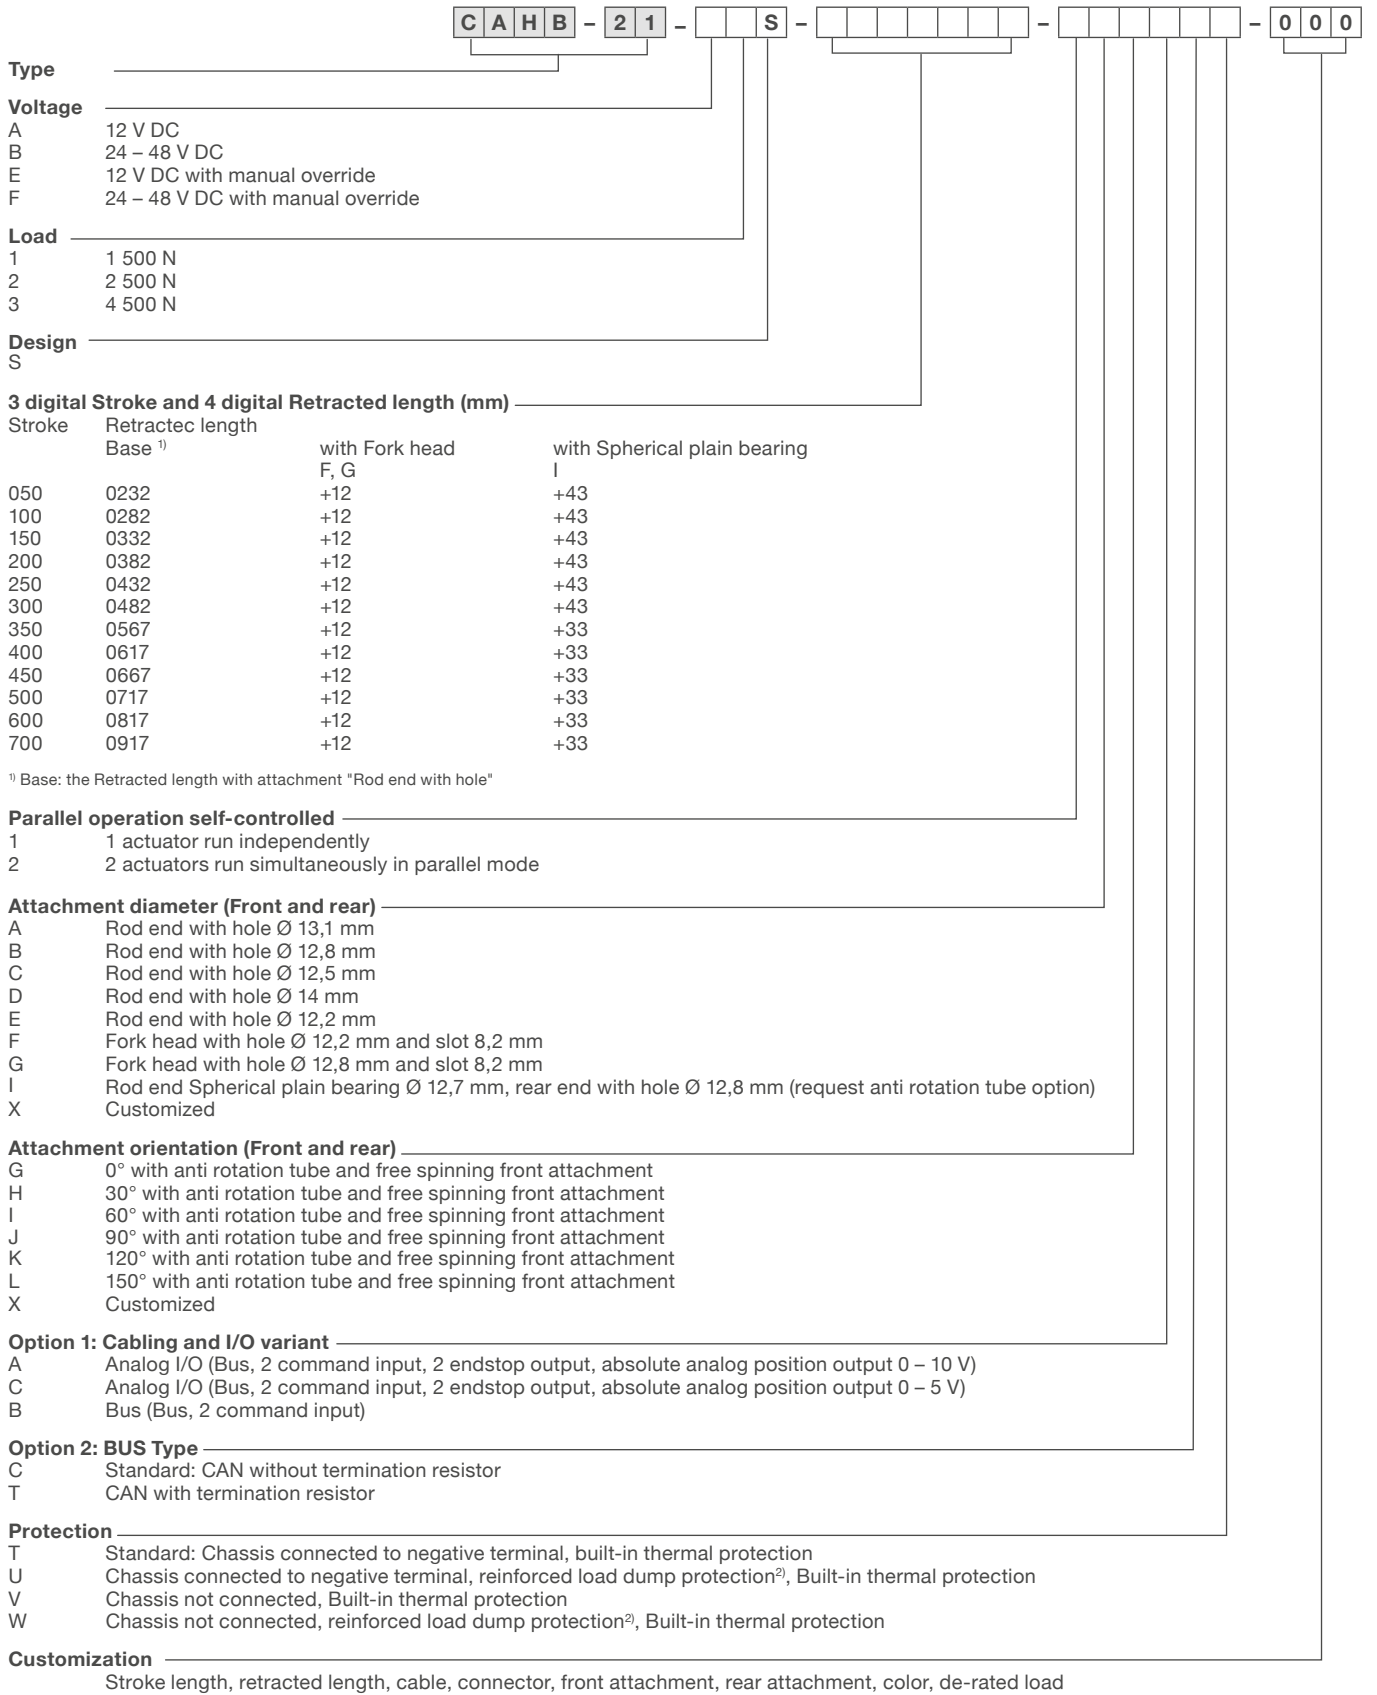 C A H B – 2 1 – S – – – 0 0 0
Type
Voltage
A 12 V DC
B 24 – 48 V DC
E 12 V DC with manual override
F 24 – 48 V DC with manual override
Load
1 1 500 N
2 2 500 N
3 4 500 N
Design
S
3 digital Stroke and 4 digital Retracted length (mm)
Stroke Retractec length
Base ¹⁾ with Fork head with Spherical plain bearing
F, G I
050 0232 +12 +43
100 0282 +12 +43
150 0332 +12 +43
200 0382 +12 +43
250 0432 +12 +43
300 0482 +12 +43
350 0567 +12 +33
400 0617 +12 +33
450 0667 +12 +33
500 0717 +12 +33
600 0817 +12 +33
700 0917 +12 +33
¹⁾ Base: the Retracted length with attachment "Rod end with hole"
Parallel operation self-controlled
1 1 actuator run independently
2 2 actuators run simultaneously in parallel mode
Attachment diameter (Front and rear)
A Rod end with hole Ø 13,1 mm
B Rod end with hole Ø 12,8 mm
C Rod end with hole Ø 12,5 mm
D Rod end with hole Ø 14 mm
E Rod end with hole Ø 12,2 mm
F Fork head with hole Ø 12,2 mm and slot 8,2 mm
G Fork head with hole Ø 12,8 mm and slot 8,2 mm
I Rod end Spherical plain bearing Ø 12,7 mm, rear end with hole Ø 12,8 mm (request anti rotation tube option)
X Customized
Attachment orientation (Front and rear)
G 0° with anti rotation tube and free spinning front attachment
H 30° with anti rotation tube and free spinning front attachment
I 60° with anti rotation tube and free spinning front attachment
J 90° with anti rotation tube and free spinning front attachment
K 120° with anti rotation tube and free spinning front attachment
L 150° with anti rotation tube and free spinning front attachment
X Customized
Option 1: Cabling and I/O variant
A Analog I/O (Bus, 2 command input, 2 endstop output, absolute analog position output 0 – 10 V)
C Analog I/O (Bus, 2 command input, 2 endstop output, absolute analog position output 0 – 5 V)
B Bus (Bus, 2 command input)
Option 2: BUS Type
C Standard: CAN without termination resistor
T CAN with termination resistor
Protection
T Standard: Chassis connected to negative terminal, built-in thermal protection
U Chassis connected to negative terminal, reinforced load dump protection²⁾, Built-in thermal protection
V Chassis not connected, Built-in thermal protection
W Chassis not connected, reinforced load dump protection²⁾, Built-in thermal protection
Customization
Stroke length, retracted length, cable, connector, front attachment, rear attachment, color, de-rated load